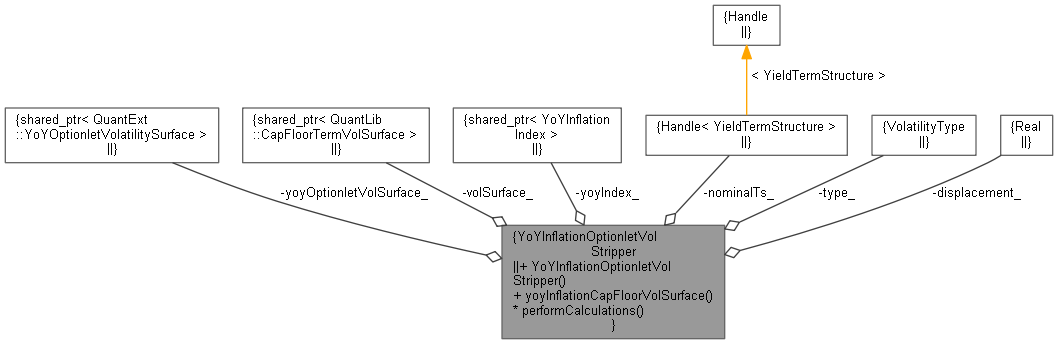 {Handle
||}
< YieldTermStructure >
{shared_ptr< QuantExt
::YoYOptionletVolatilitySurface >
||}
{shared_ptr< QuantLib
::CapFloorTermVolSurface >
||}
{shared_ptr< YoYInflation
Index >
||}
{Handle< YieldTermStructure >
||}
{VolatilityType
||}
{Real
||}
-yoyOptionletVolSurface_
-volSurface_
-yoyIndex_
-nominalTs_
-type_
-displacement_
{YoYInflationOptionletVol
Stripper
||+ YoYInflationOptionletVol
Stripper()
+ yoyInflationCapFloorVolSurface()
* performCalculations()
}